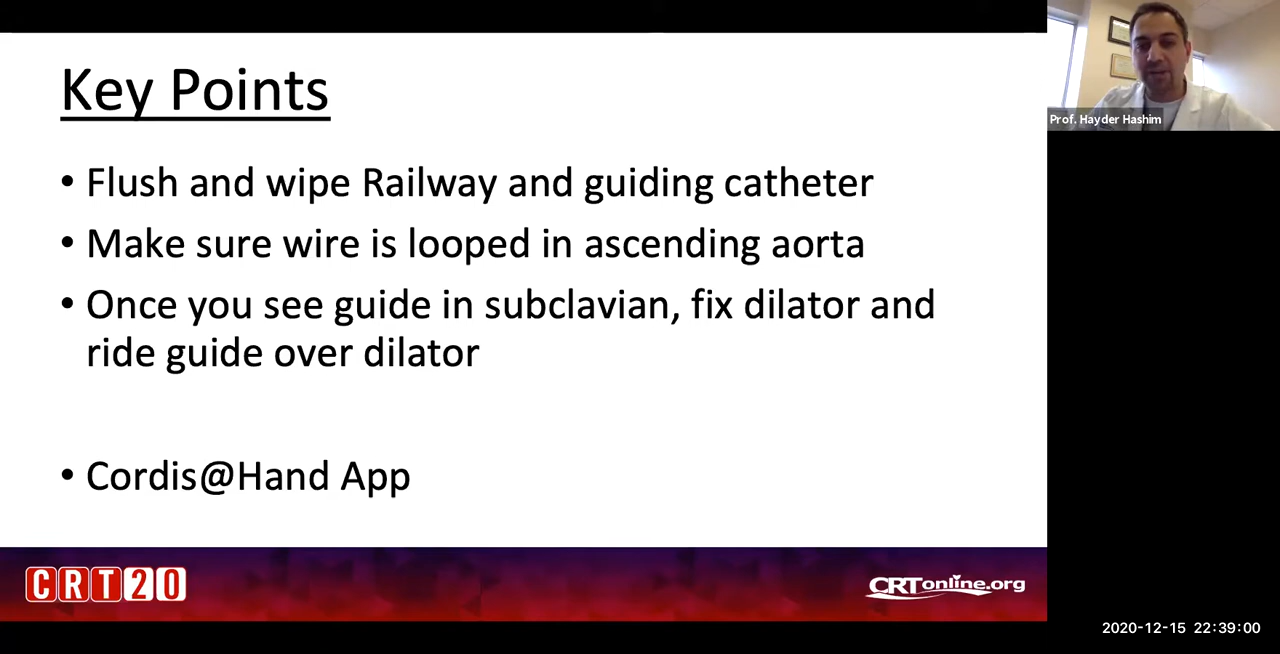 Key Points
• Flush and wipe Railway and guiding catheter
• Make sure wire is looped in ascending aorta
• Once you see guide in subclavian, fix dilator and
ride guide over dilator
• Cordis@Hand App
CRT20
CRTonline.org
Prof. Hayder Hashim
2020-12-15 22:39:00